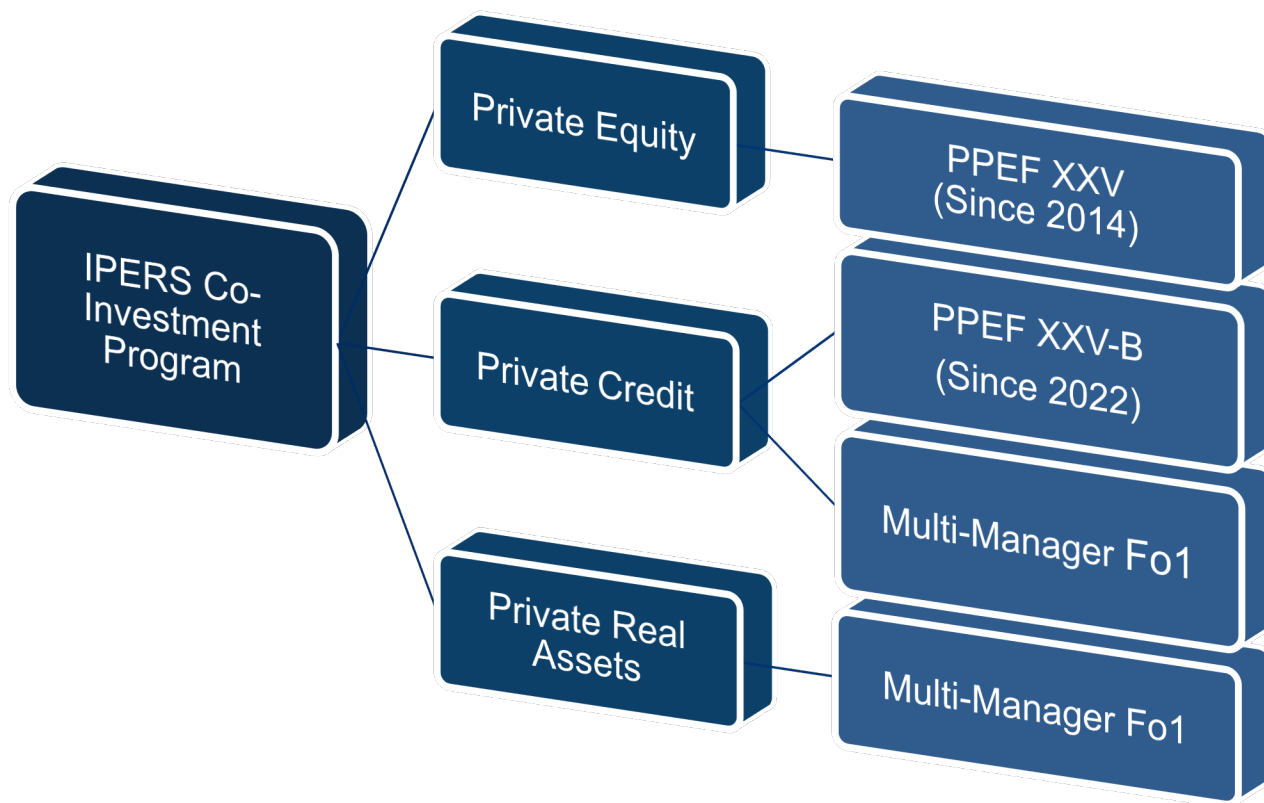 IPERS Co-
Investment
Program
Private Equity
PPEF XXV
(Since 2014)
Private Credit
PPEF XXV-B
(Since 2022)
Multi-Manager Fo1
Private Real
Assets
Multi-Manager Fo1